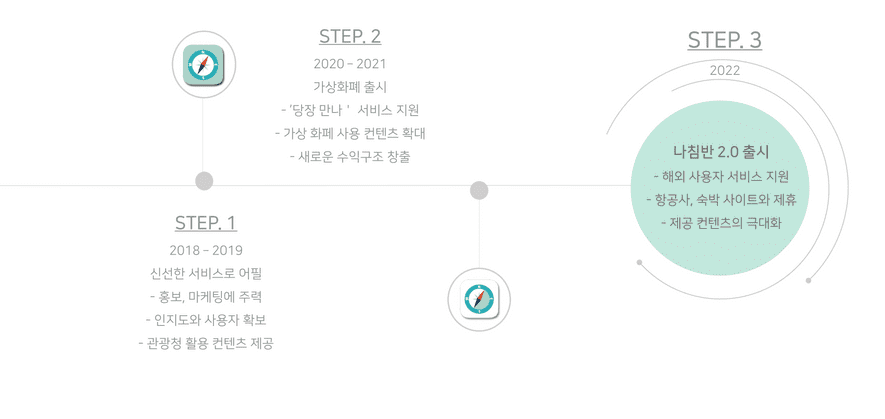 STEP. 1
2018 – 2019
신선한 서비스로 어필
- 홍보, 마케팅에 주력
- 인지도와 사용자 확보
- 관광청 활용 컨텐츠 제공
STEP. 2
2020 – 2021
가상화폐 출시
- '당장 만나 ' 서비스 지원
- 가상 화폐 사용 컨텐츠 확대
- 새로운 수익구조 창출
STEP. 3
2022
나침반 2.0 출시
- 해외 사용자 서비스 지원
- 항공사, 숙박 사이트와 제휴
- 제공 컨텐츠의 극대화